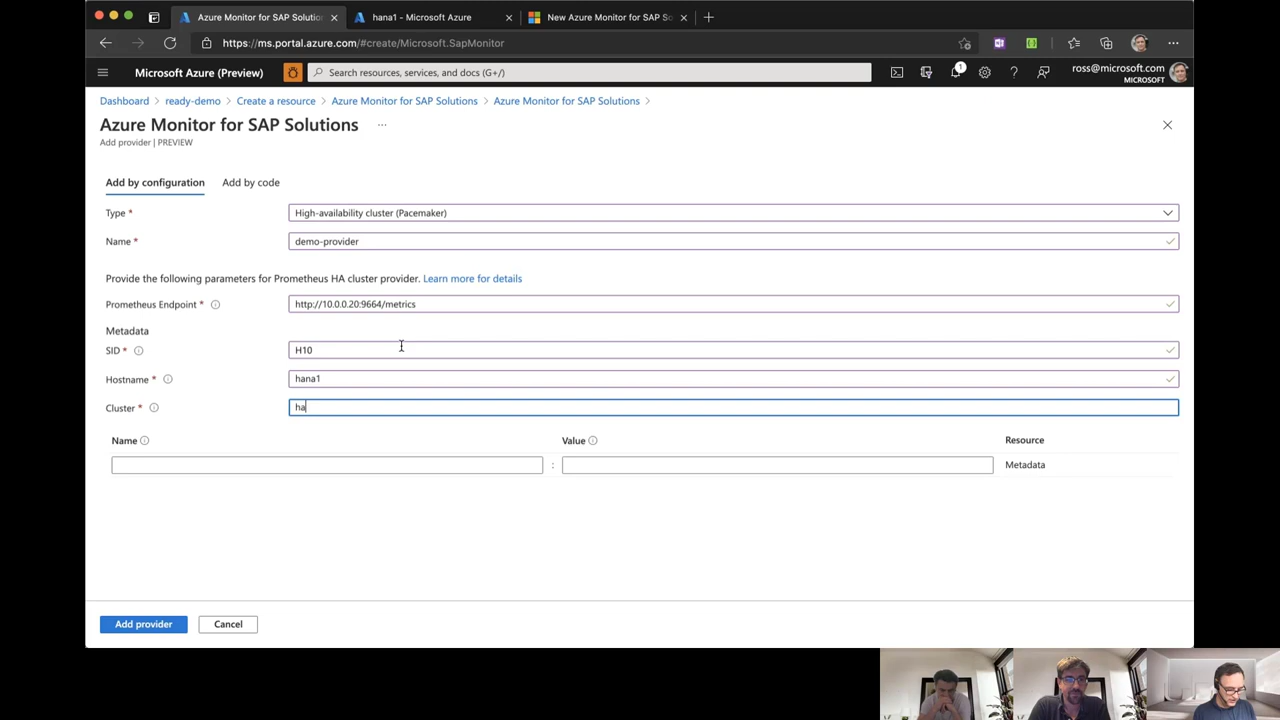 Azure Monitor for SAP Solution
hana1 - Microsoft Azure
New Azure Monitor for SAP So
https://ms.portal.azure.com/#create/Microsoft.SapMonitor
Microsoft Azure (Preview)
Search resources, services, and docs (G+/)
1
ross@microsoft.com
MICROSOFT
Dashboard > ready-demo > Create a resource > Azure Monitor for SAP Solutions > Azure Monitor for SAP Solutions >
Azure Monitor for SAP Solutions ...
Add provider | PREVIEW
Add by configuration
Add by code
Type *
High-availability cluster (Pacemaker)
Name *
demo-provider
Provide the following parameters for Prometheus HA cluster provider. Learn more for details
Prometheus Endpoint *
http://10.0.0.20:9664/metrics
Metadata
SID *
H10
Hostname *
hana1
Cluster *
ha
Name
Value
Resource
:
Metadata
Add provider
Cancel